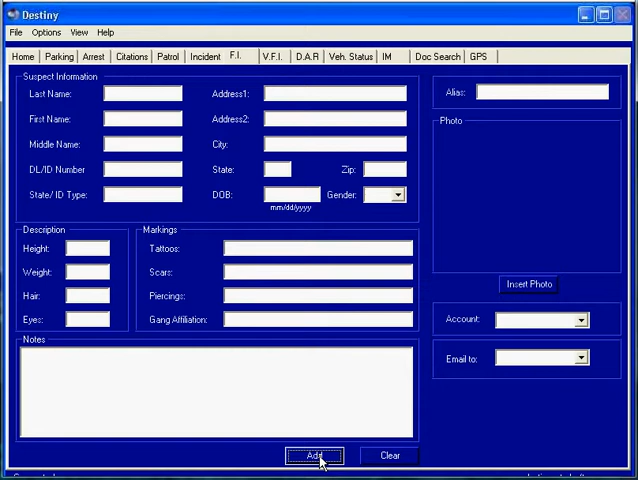 Destiny
File Options View Help
Home Parking Arrest Citations Patrol Incident F.I. V.F.I. D.A.R Veh. Status IM Doc Search GPS
Suspect Information
Last Name: Address1:
First Name: Address2:
Middle Name: City:
DL/ID Number State: Zip:
State/ ID Type: DOB: Gender:
mm/dd/yyyy
Alias:
Photo
Insert Photo
Description
Height:
Weight:
Hair:
Eyes:
Markings
Tattoos:
Scars:
Piercings:
Gang Affiliation:
Account:
Email to:
Notes
Add Clear